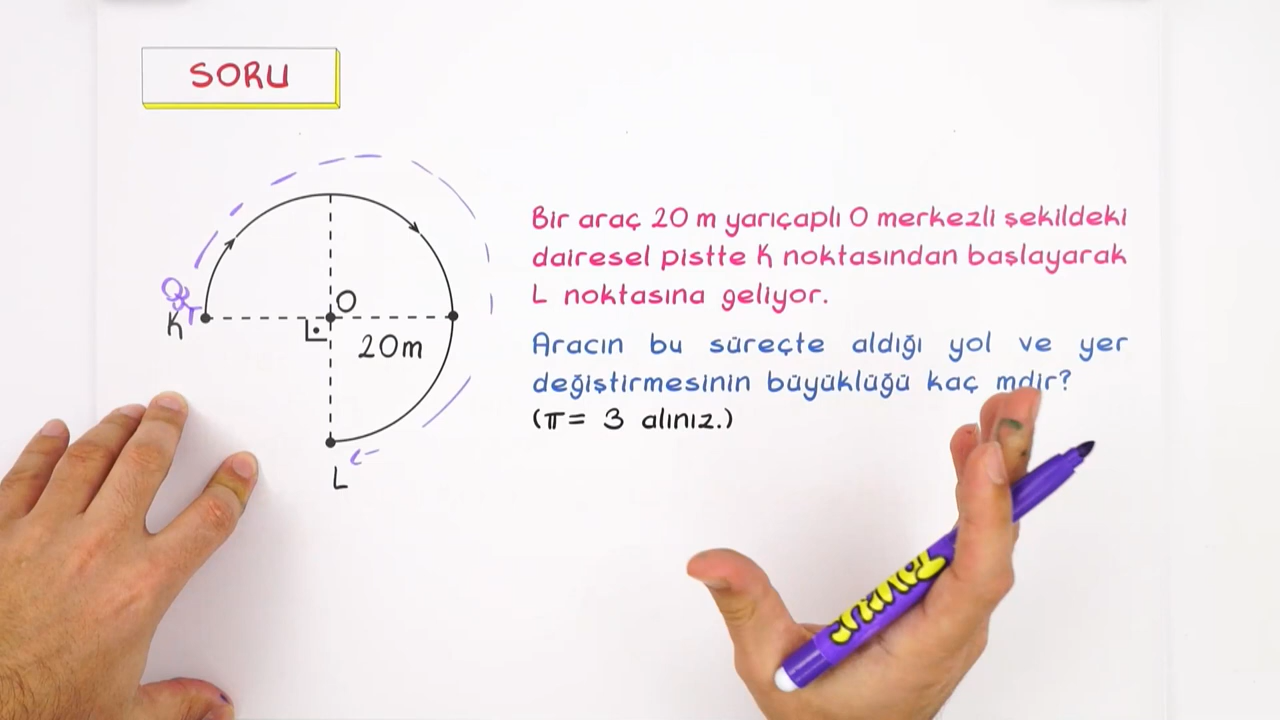 SORU
K
O
20m
L
Bir araç 20 m yarıçaplı O merkezli şekildeki
dairesel pistte K noktasından başlayarak
L noktasına geliyor.
Aracın bu süreçte aldığı yol ve yer
değiştirmesinin büyüklüğü kaç mdir?
(π= 3 alınız.)